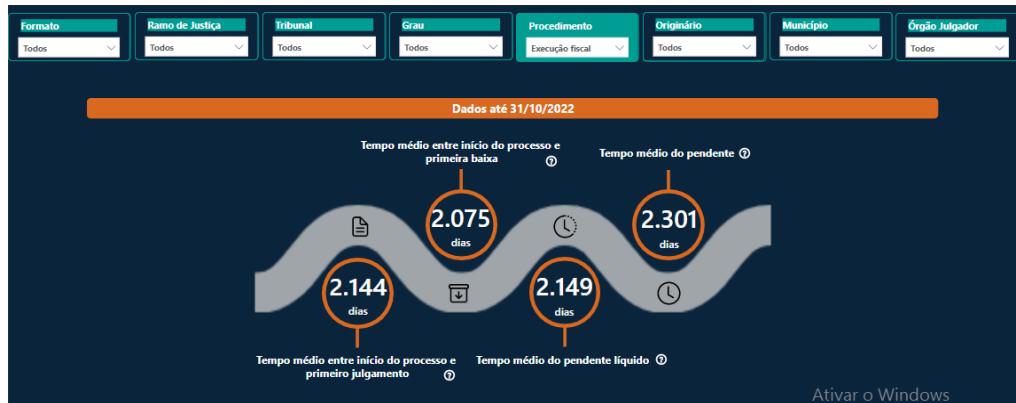 Formato
Ramo de Justiça
Tribunal
Grau
Procedimento
Originário
Município
Órgão Julgador
Todos
Todos
Todos
Todos
Execução fiscal
Todos
Todos
Todos
Dados até 31/10/2022
Tempo médio entre início do processo e
primeira baixa
Tempo médio do pendente
2.075
dias
2.301
dias
2.144
dias
2.149
dias
Tempo médio entre início do processo e
primeiro julgamento
Tempo médio do pendente líquido
Ativar o Windows